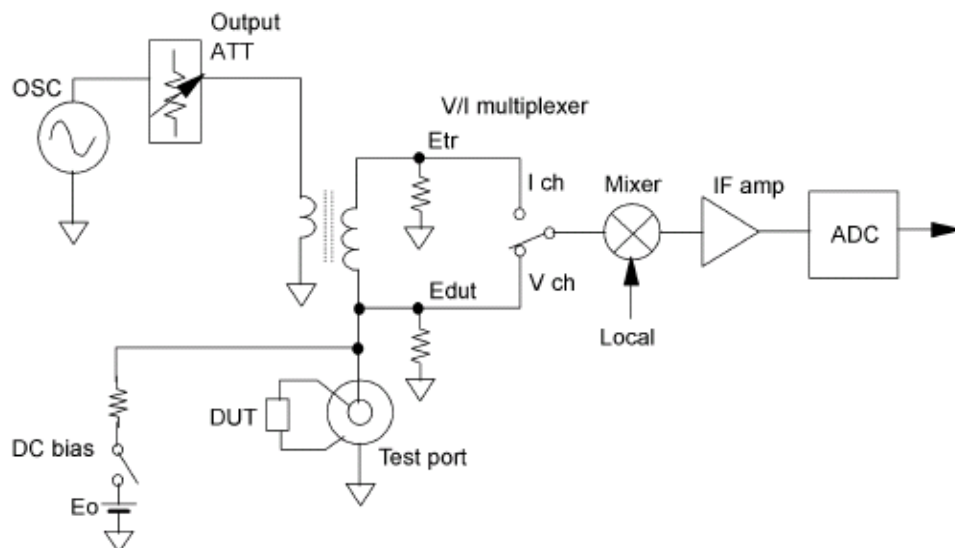 Output
ATT
OSC
V/I multiplexer
Etr
I ch
Mixer
IF amp
ADC
V ch
Edut
Local
DUT
Test port
DC bias
Eo